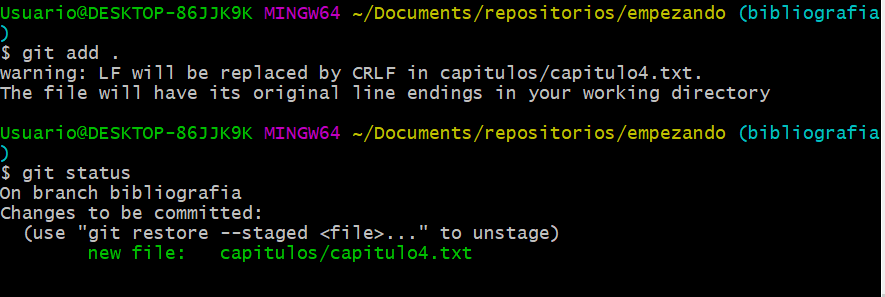 Usuario@DESKTOP-86JJK9K MINGW64 ~/Documents/repositorios/empezando (bibliografia
)
$ git add .
warning: LF will be replaced by CRLF in capitulos/capitulo4.txt.
The file will have its original line endings in your working directory
Usuario@DESKTOP-86JJK9K MINGW64 ~/Documents/repositorios/empezando (bibliografia
)
$ git status
On branch bibliografia
Changes to be committed:
  (use "git restore --staged <file>..." to unstage)
        new file:   capitulos/capitulo4.txt